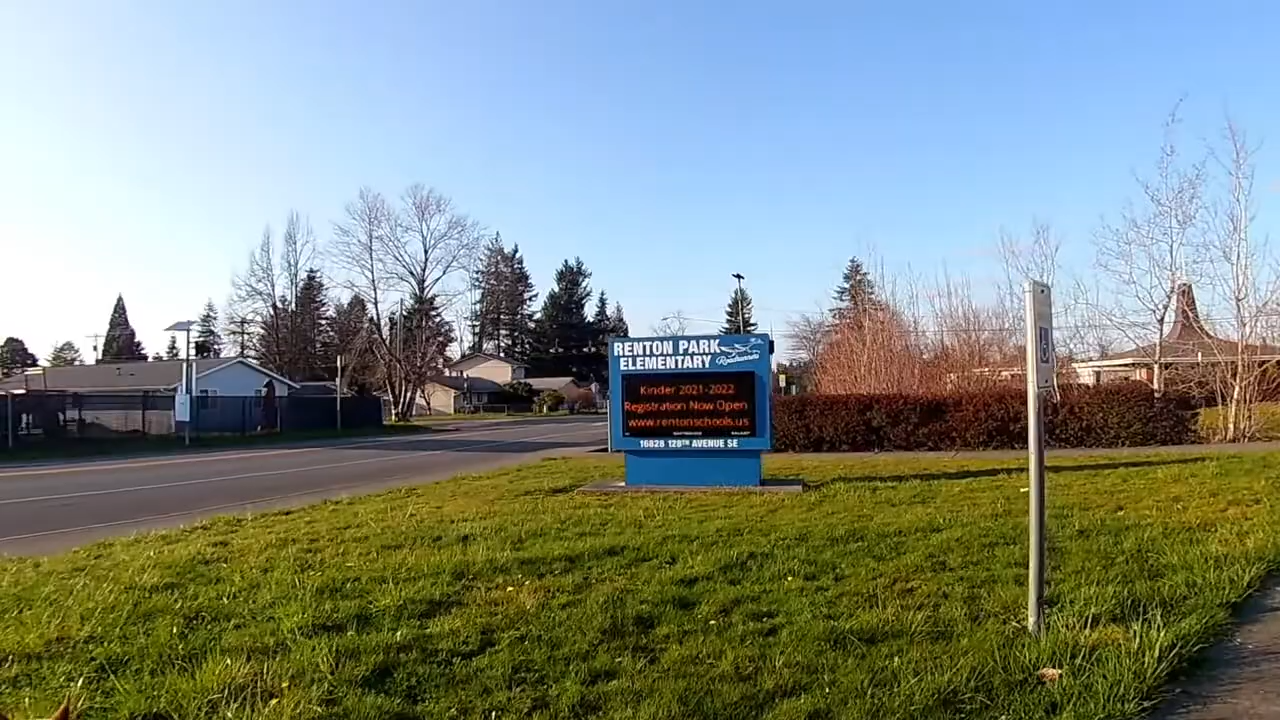 RENTON PARK
ELEMENTARY
Roadrunners
Kinder 2021-2022
Registration Now Open
www.rentonschools.us
16828 128TH AVENUE SE